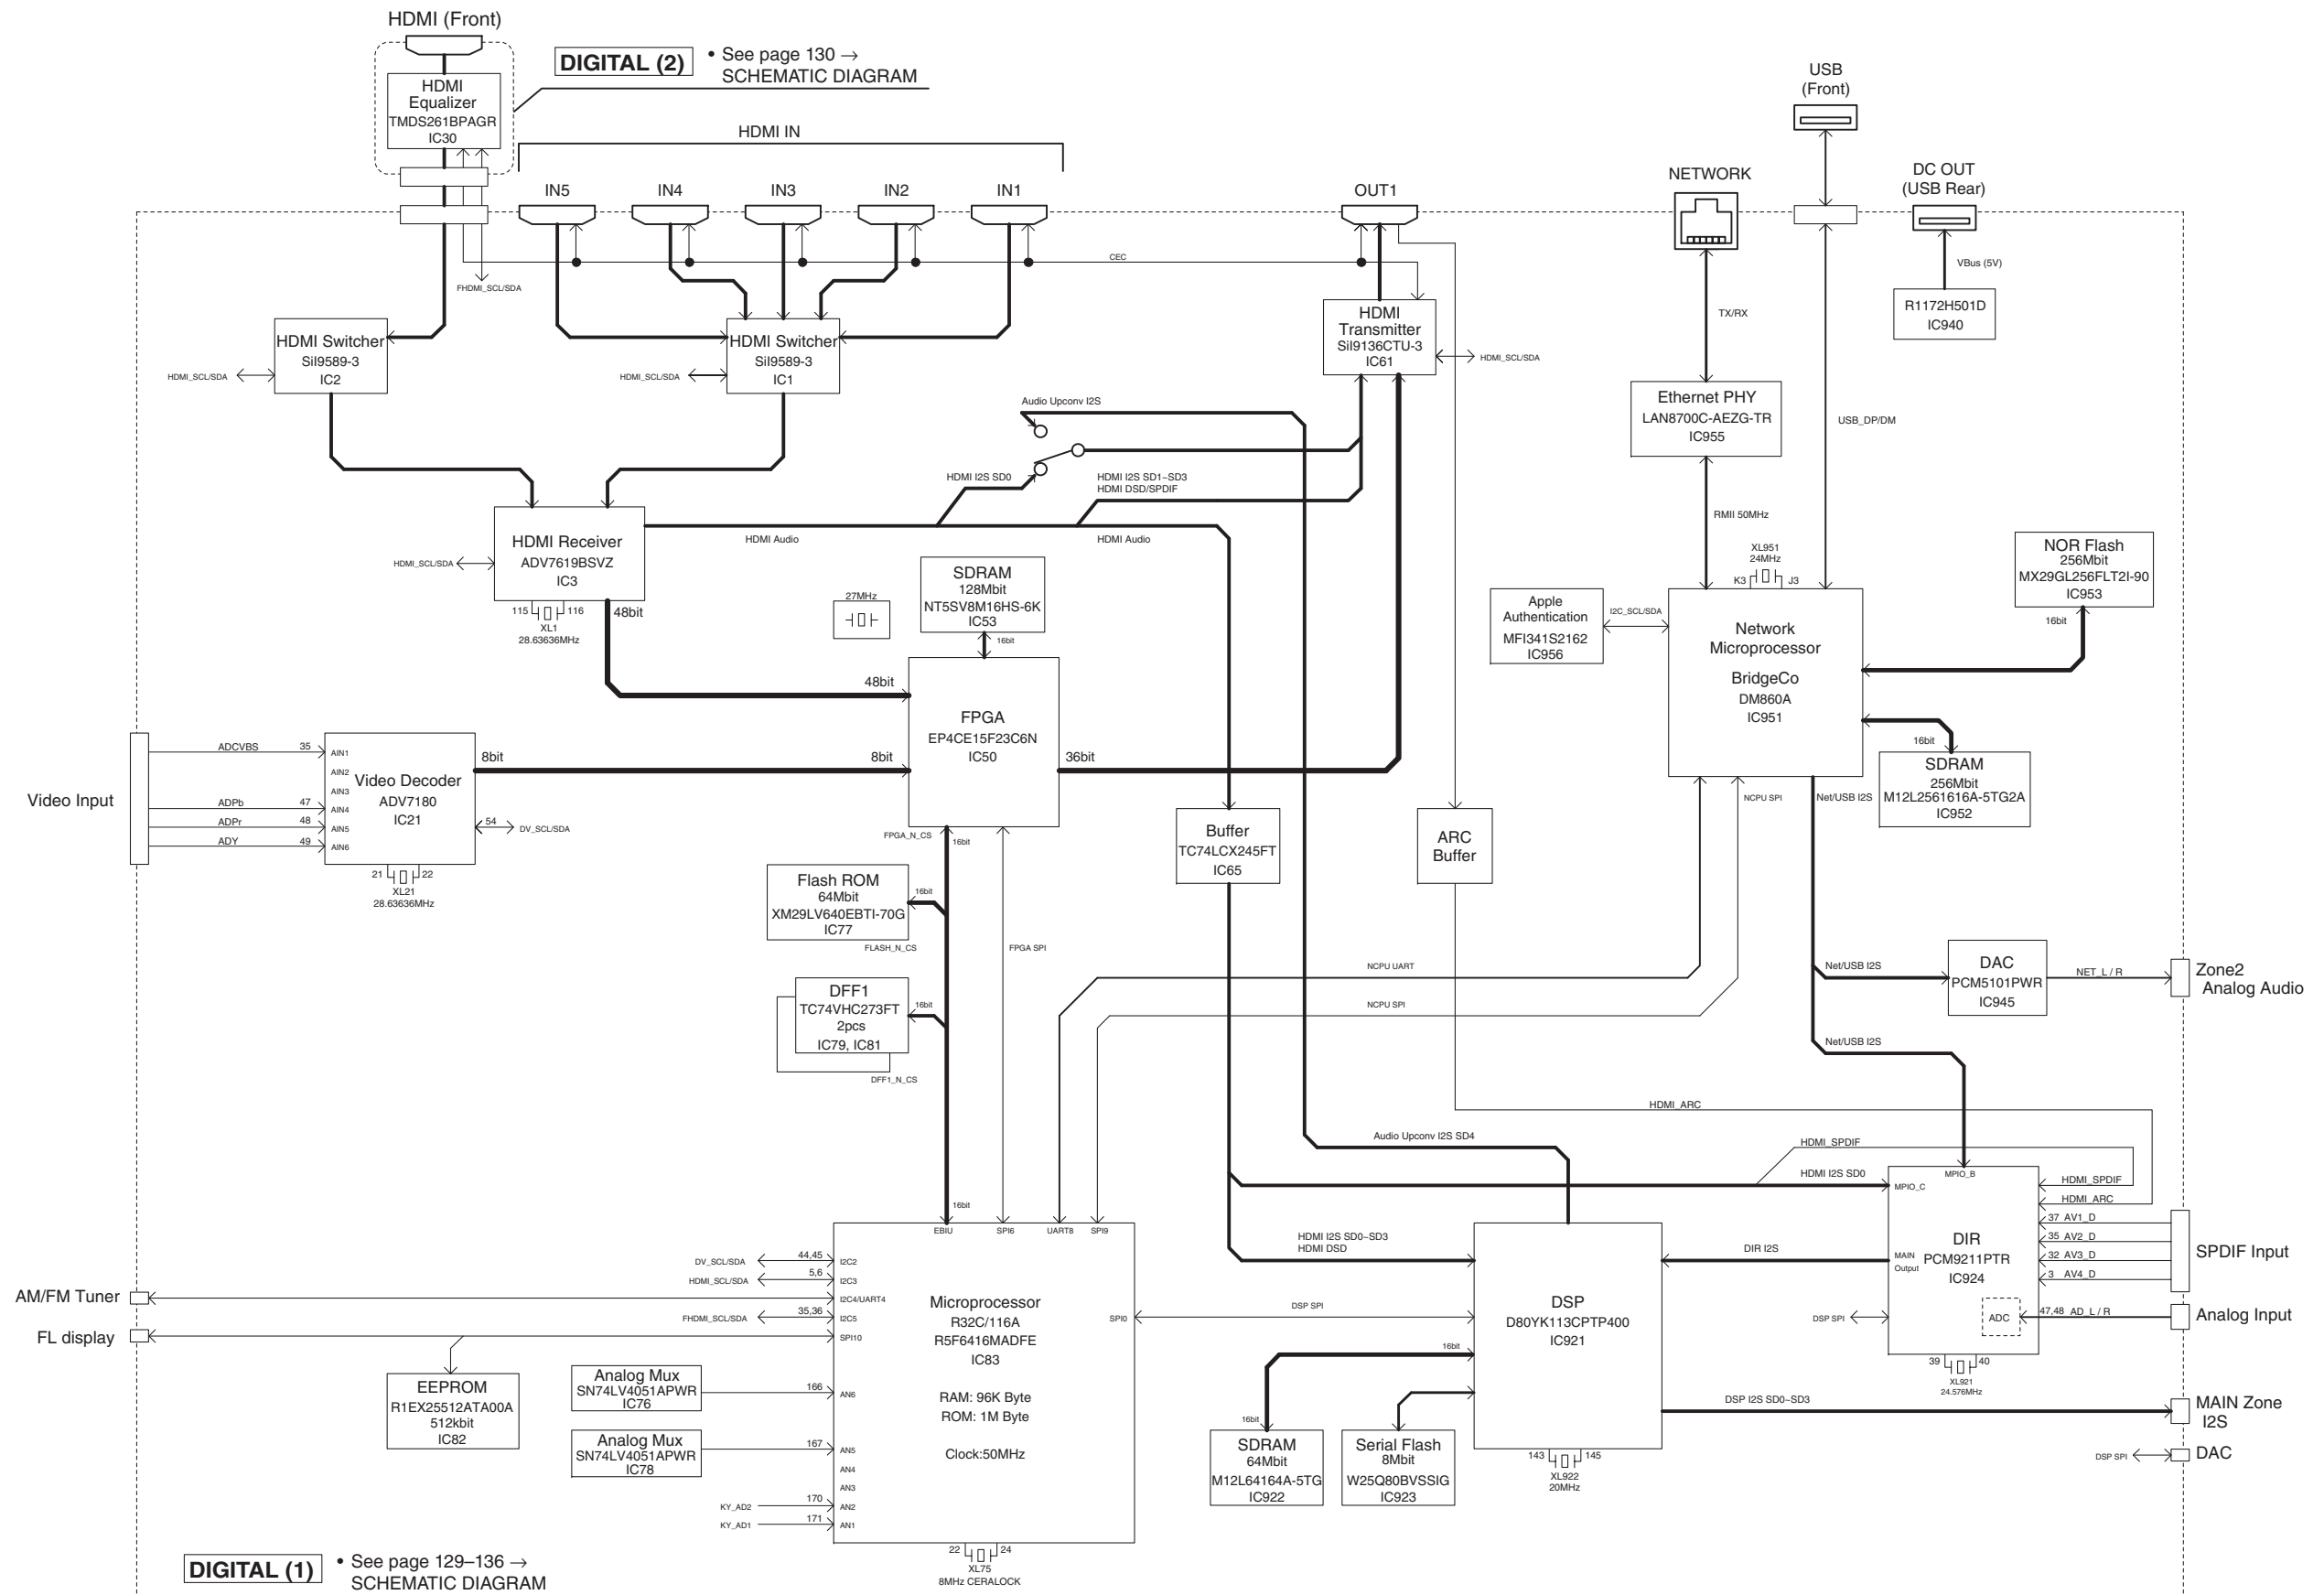 HDMI (Front)
DIGITAL (2)
• See page 130 →
SCHEMATIC DIAGRAM
HDMI
Equalizer
TMDS261BPAGR
IC30
HDMI IN
IN5
IN4
IN3
IN2
IN1
OUT1
NETWORK
USB
(Front)
DC OUT
(USB Rear)
CEC
FHDMI_SCL/SDA
VBus (5V)
R1172H501D
IC940
TX/RX
HDMI Switcher
SiI9589-3
IC2
HDMI_SCL/SDA
HDMI Switcher
SiI9589-3
IC1
HDMI_SCL/SDA
HDMI
Transmitter
SiI9136CTU-3
IC61
HDMI_SCL/SDA
Ethernet PHY
LAN8700C-AEZG-TR
IC955
USB_DP/DM
Audio Upconv I2S
HDMI I2S SD0
HDMI I2S SD1~SD3
HDMI DSD/SPDIF
HDMI Audio
HDMI Audio
RMII 50MHz
HDMI Receiver
ADV7619BSVZ
IC3
HDMI_SCL/SDA
115
116
XL1
28.63636MHz
48bit
27MHz
SDRAM
128Mbit
NT5SV8M16HS-6K
IC53
16bit
XL951
24MHz
K3
J3
NOR Flash
256Mbit
MX29GL256FLT2I-90
IC953
16bit
Apple
Authentication
MFI341S2162
IC956
I2C_SCL/SDA
Network
Microprocessor
BridgeCo
DM860A
IC951
48bit
FPGA
EP4CE15F23C6N
IC50
8bit
8bit
36bit
16bit
SDRAM
256Mbit
M12L2561616A-5TG2A
IC952
Video Input
ADCVBS
35
AIN1
AIN2
AIN3
ADPb
47
AIN4
ADPr
48
AIN5
ADY
49
AIN6
Video Decoder
ADV7180
IC21
54
DV_SCL/SDA
21
22
XL21
28.63636MHz
NCPU SPI
Net/USB I2S
FPGA_N_CS
16bit
Buffer
TC74LCX245FT
IC65
ARC
Buffer
Flash ROM
64Mbit
XM29LV640EBTI-70G
IC77
16bit
FLASH_N_CS
FPGA SPI
DFF1
TC74VHC273FT
2pcs
IC79, IC81
16bit
DFF1_N_CS
NCPU UART
NCPU SPI
Net/USB I2S
DAC
PCM5101PWR
IC945
NET_L / R
Zone2
Analog Audio
Net/USB I2S
HDMI_ARC
Audio Upconv I2S SD4
HDMI_SPDIF
HDMI I2S SD0
MPIO_C
MPIO_B
HDMI_SPDIF
HDMI_ARC
37 AV1_D
35 AV2_D
32 AV3_D
3 AV4_D
SPDIF Input
DIR
PCM9211PTR
IC924
MAIN
Output
DIR I2S
DSP SPI
ADC
47,48 AD_L / R
Analog Input
39
40
XL921
24.576MHz
16bit
EBIU
SPI6
UART8
SPI9
HDMI I2S SD0~SD3
HDMI DSD
DV_SCL/SDA
44,45
I2C2
HDMI_SCL/SDA
5,6
I2C3
AM/FM Tuner
I2C4/UART4
FHDMI_SCL/SDA
35,36
I2C5
FL display
SPI10
Microprocessor
R32C/116A
R5F6416MADFE
IC83
RAM: 96K Byte
ROM: 1M Byte
Clock:50MHz
SPI0
DSP SPI
DSP
D80YK113CPTP400
IC921
EEPROM
R1EX25512ATA00A
512kbit
IC82
Analog Mux
SN74LV4051APWR
IC76
166
AN6
Analog Mux
SN74LV4051APWR
IC78
167
AN5
AN4
AN3
KY_AD2
170
AN2
KY_AD1
171
AN1
22
24
XL75
8MHz CERALOCK
16bit
16bit
SDRAM
64Mbit
M12L64164A-5TG
IC922
Serial Flash
8Mbit
W25Q80BVSSIG
IC923
143
145
XL922
20MHz
DSP I2S SD0~SD3
MAIN Zone
I2S
DSP SPI
DAC
DIGITAL (1)
• See page 129–136 →
SCHEMATIC DIAGRAM